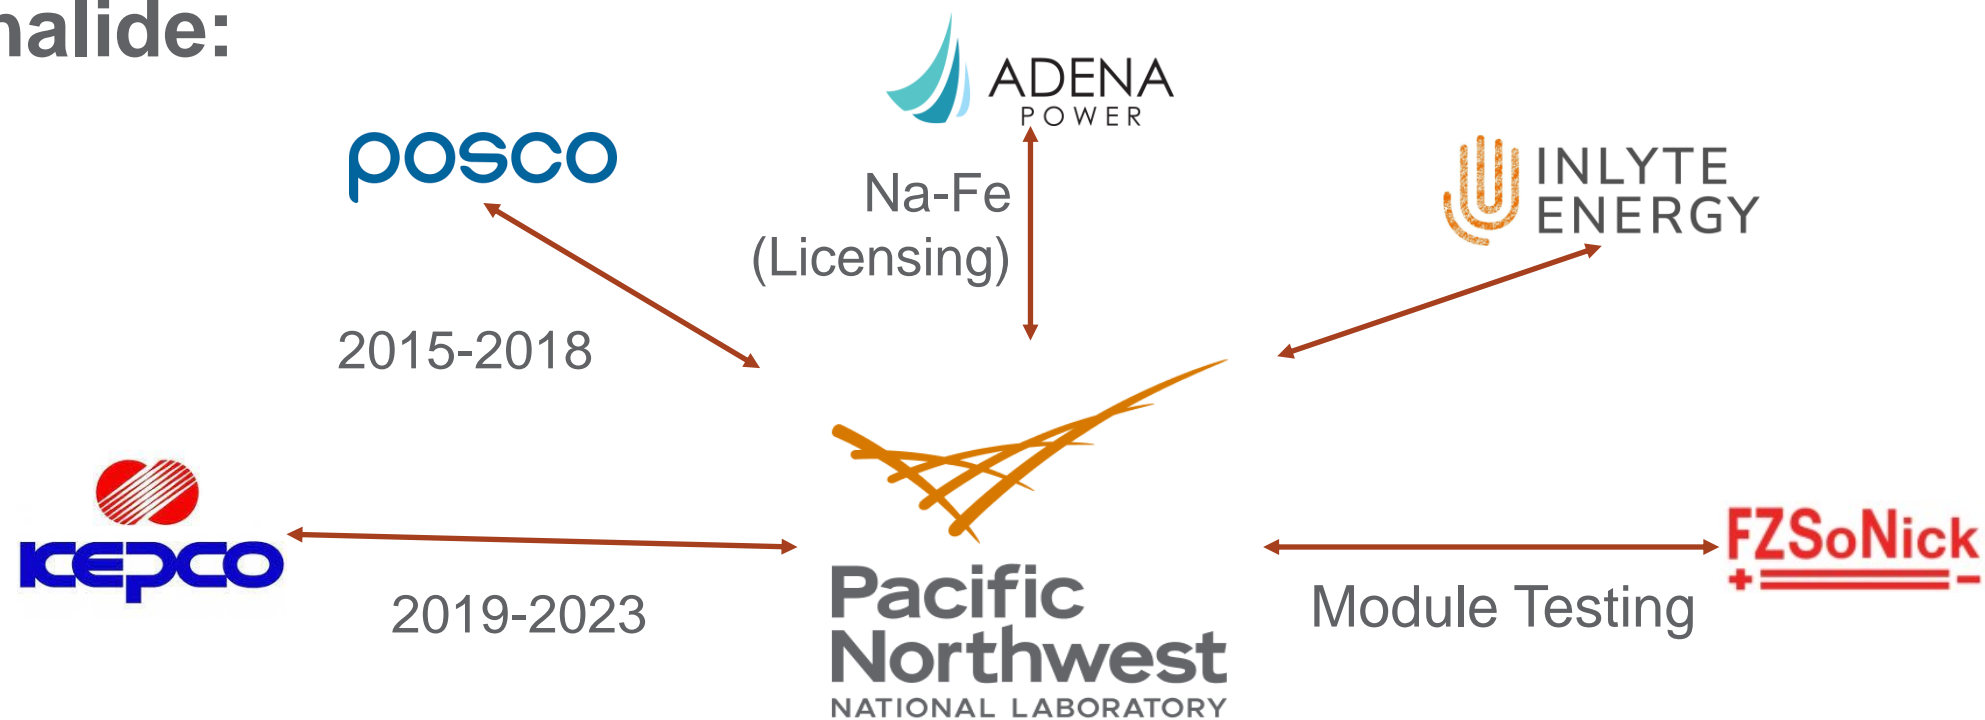 halide:
ADENA
POWER
posco
INLYTE
ENERGY
Na-Fe
(Licensing)
2015-2018
KEPCO
2019-2023
Pacific
Northwest
NATIONAL LABORATORY
Module Testing
FZSoNick
+ -